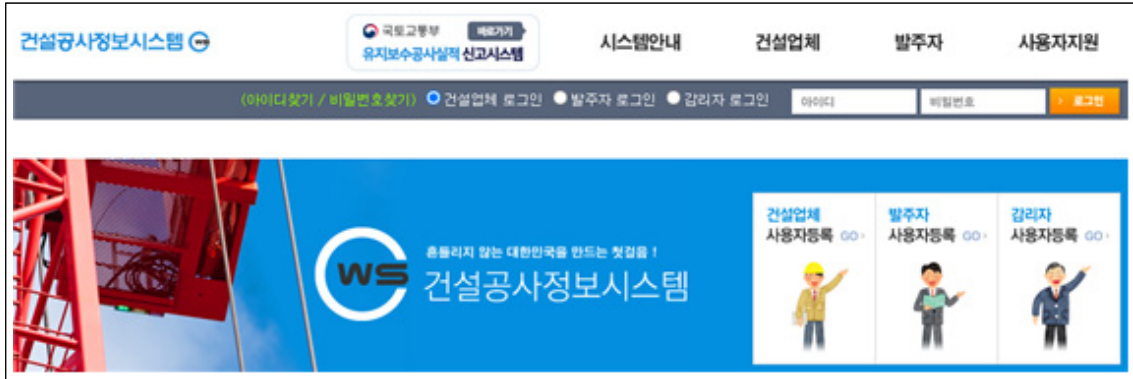 건설공사정보시스템 WS
국토교통부 바로가기
유지보수공사실적 신고시스템
시스템안내 건설업체 발주자 사용자지원
(아이디찾기 / 비밀번호찾기) 건설업체 로그인 발주자 로그인 감리자 로그인 아이디 비밀번호 로그인
흔들리지 않는 대한민국을 만드는 첫걸음 !
WS 건설공사정보시스템
건설업체
사용자등록 GO
발주자
사용자등록 GO
감리자
사용자등록 GO